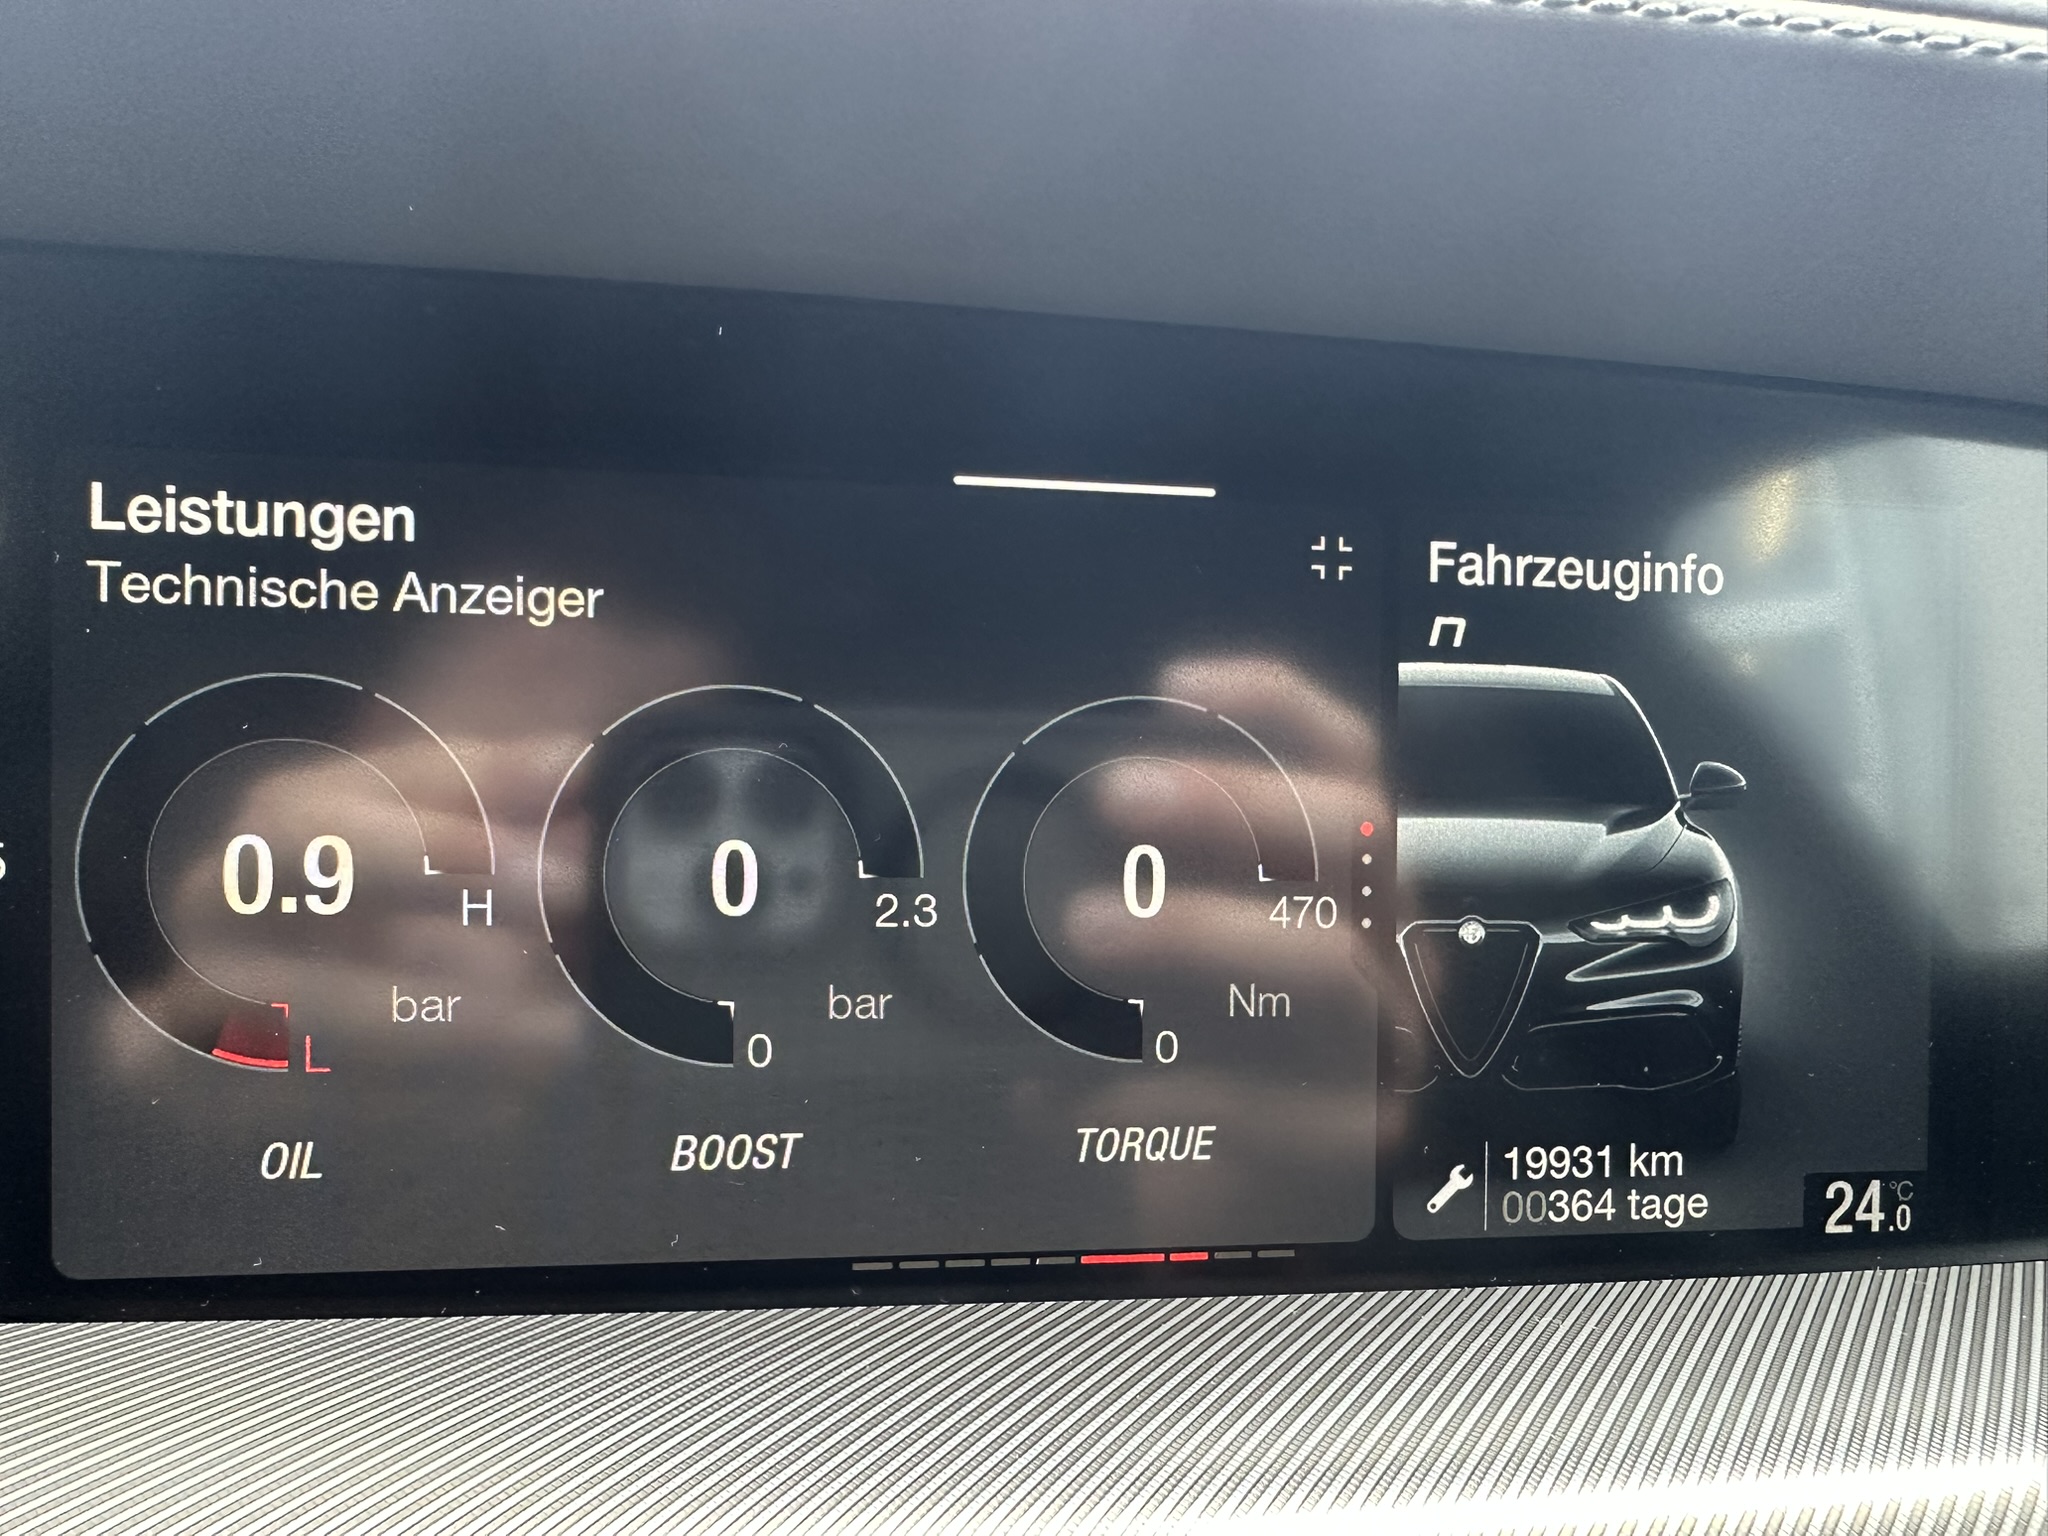 Leistungen
Technische Anzeiger
0.9
H
bar
L
OIL
0
2.3
bar
0
BOOST
0
470
Nm
0
TORQUE
Fahrzeuginfo
n
19931 km
00364 tage
24.0 °C